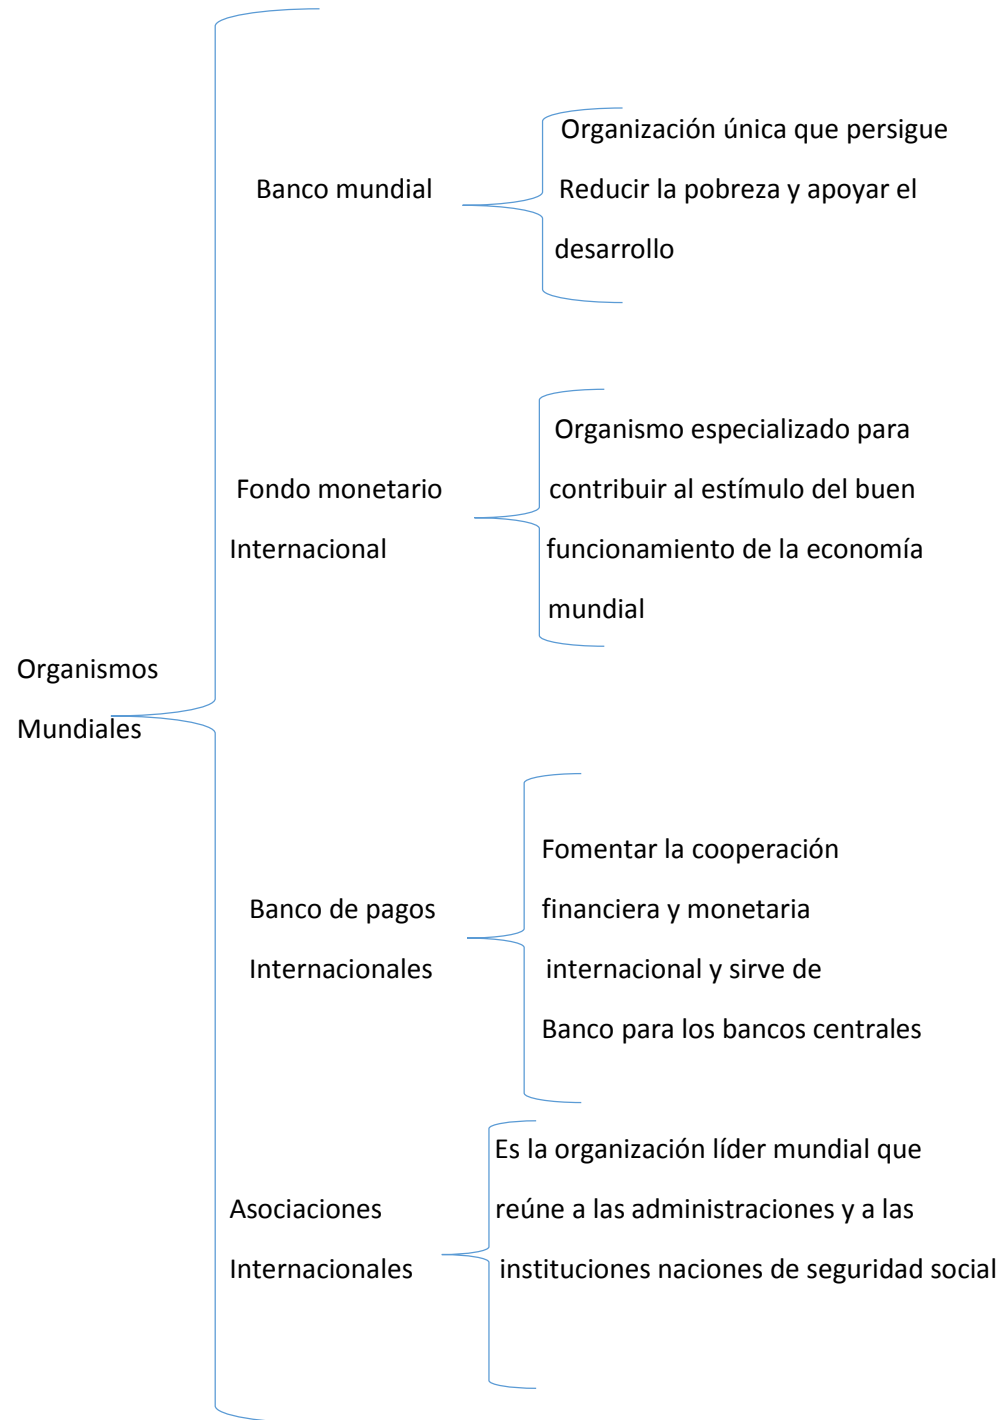 Organismos
Mundiales
Banco mundial
Organización única que persigue
Reducir la pobreza y apoyar el
desarrollo
Fondo monetario
Internacional
Organismo especializado para
contribuir al estímulo del buen
funcionamiento de la economía
mundial
Banco de pagos
Internacionales
Fomentar la cooperación
financiera y monetaria
internacional y sirve de
Banco para los bancos centrales
Asociaciones
Internacionales
Es la organización líder mundial que
reúne a las administraciones y a las
instituciones naciones de seguridad social